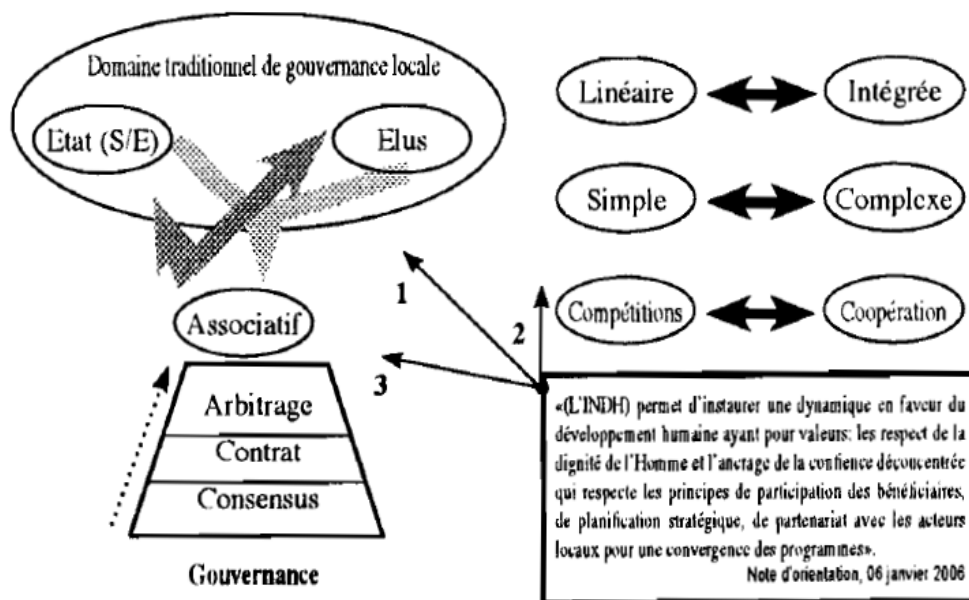 Domaine traditionnel de gouvernance locale
Etat (S/E)
Elus
Associatif
Arbitrage
Contrat
Consensus
Gouvernance
1
2
3
Linéaire
Intégrée
Simple
Complexe
Compétitions
Coopération
«(L'INDH) permet d'instaurer une dynamique en faveur du
développement humaine ayant pour valeurs: les respect de la
dignité de l'Homme et l'ancrage de la confience découcentrée
qui respecte les principes de participation des bénéficiaires,
de planification stratégique, de partenariat avec les acteurs
locaux pour une convergence des programines».
Note d'orientation, 06 janvier 2006